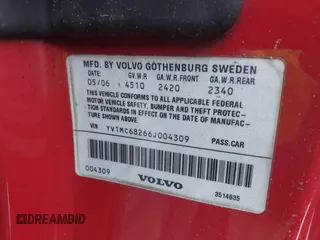 MFD. BY VOLVO GOTHENBURG SWEDEN
DATE: G.V.W.R G.A.W.R.FRONT G.A.W.R.REAR
05/06 4510 2420 2340
THIS CAR CONFORMS TO ALL APPLICABLE FEDERAL
MOTOR VEHICLE SAFETY, BUMPER, AND THEFT PREVEN-
TION STANDARDS IN EFFECT ON THE DATE OF MANUFAC-
TURE SHOWN ABOVE.
VIN YV1MC68266J004309 PASS.CAR
004309
VOLVO
3514635
DREAMBID